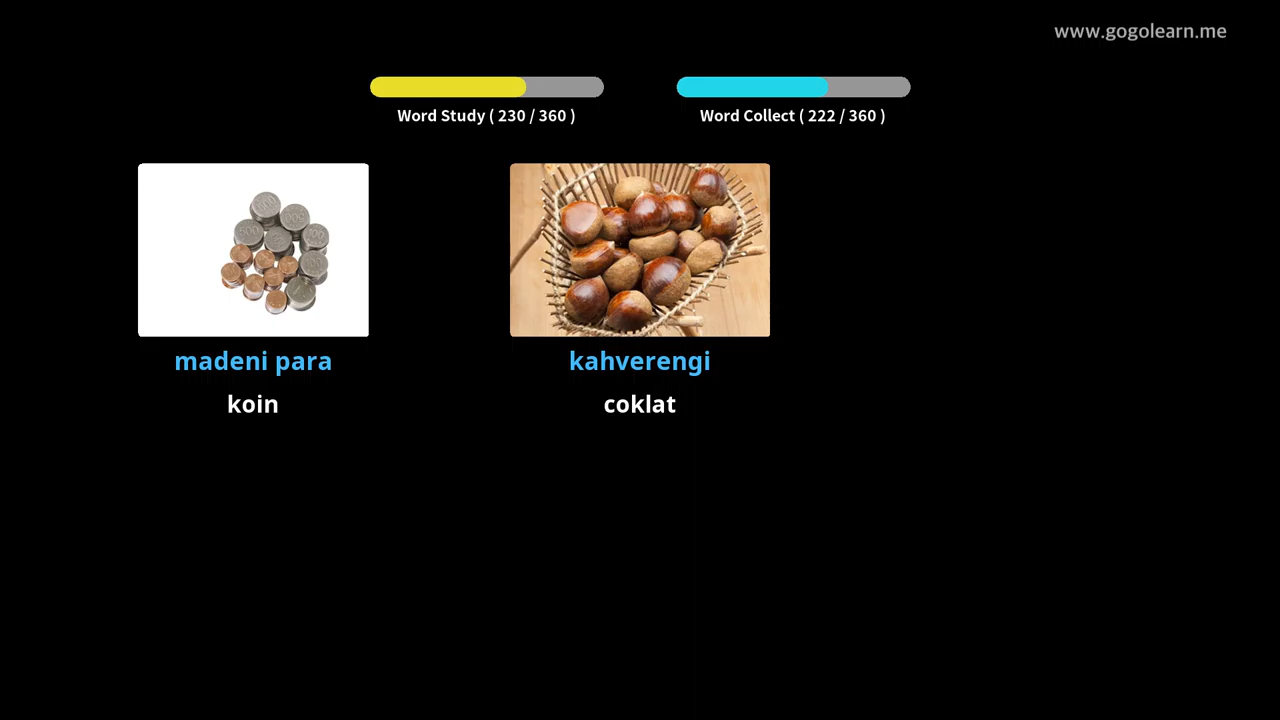 www.gogolearn.me
Word Study ( 230 / 360 )
Word Collect ( 222 / 360 )
madeni para
koin
kahverengi
coklat